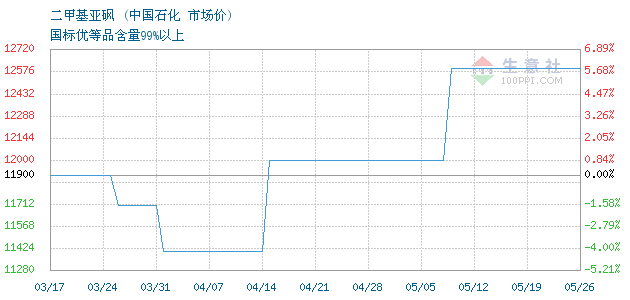 二甲基亚砜 (中国石化 市场价)
国标优等品含量99%以上
12720 6.89%
12576 5.68%
12432 4.47%
12288 3.26%
12144 2.05%
12000 0.84%
11900 0.00%
11712 -1.58%
11568 -2.79%
11424 -4.00%
11280 -5.21%
生意社
100PPI.COM
03/17 03/24 03/31 04/07 04/14 04/21 04/28 05/05 05/12 05/19 05/26